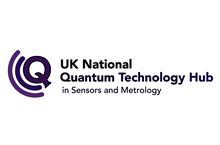 Q
UK National
Quantum Technology Hub
in Sensors and Metrology